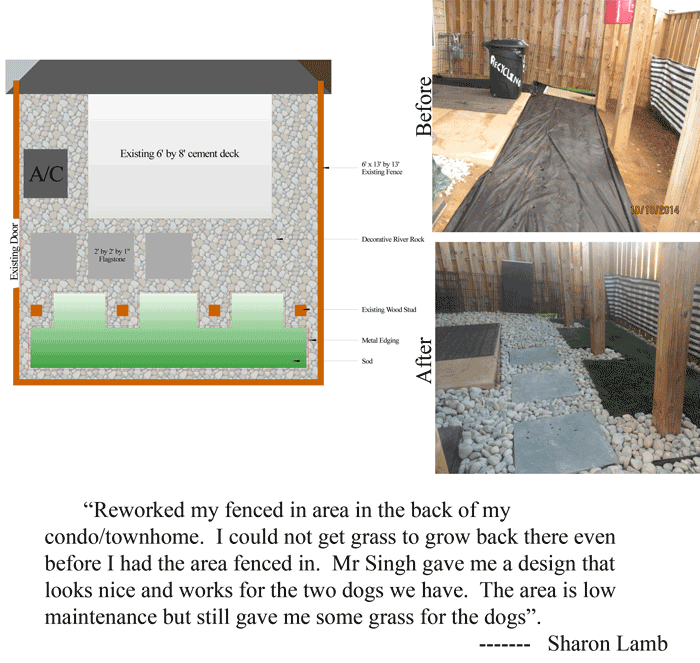 Existing 6' by 8' cement deck
A/C
6' x 13' by 13'
Existing Fence
Existing Door
Decorative River Rock
2' by 2' by 1"
Flagstone
Existing Wood Stud
Metal Edging
Sod
Before
RECYCLING
10/10/2014
After
“Reworked my fenced in area in the back of my
condo/townhome.  I could not get grass to grow back there even
before I had the area fenced in.  Mr Singh gave me a design that
looks nice and works for the two dogs we have.  The area is low
maintenance but still gave me some grass for the dogs”.
-------   Sharon Lamb